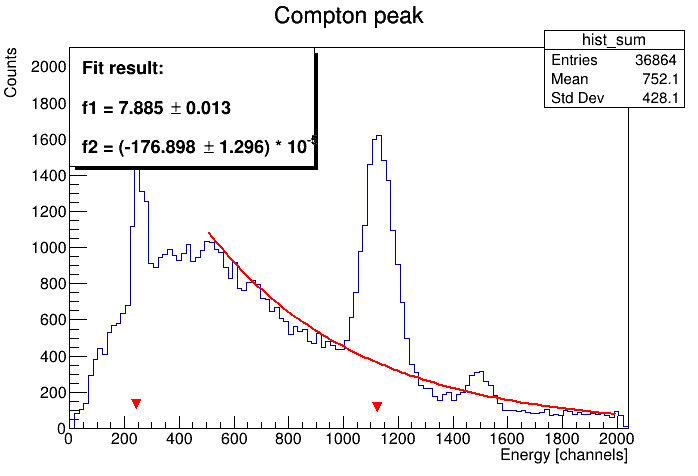 Compton peak
hist_sum
Entries 36864
Mean 752.1
Std Dev 428.1
Counts
Fit result:
f1 = 7.885 ± 0.013
f2 = (-176.898 ± 1.296) * 10^-5
2000
1800
1600
1400
1200
1000
800
600
400
200
0
0 200 400 600 800 1000 1200 1400 1600 1800 2000
Energy [channels]